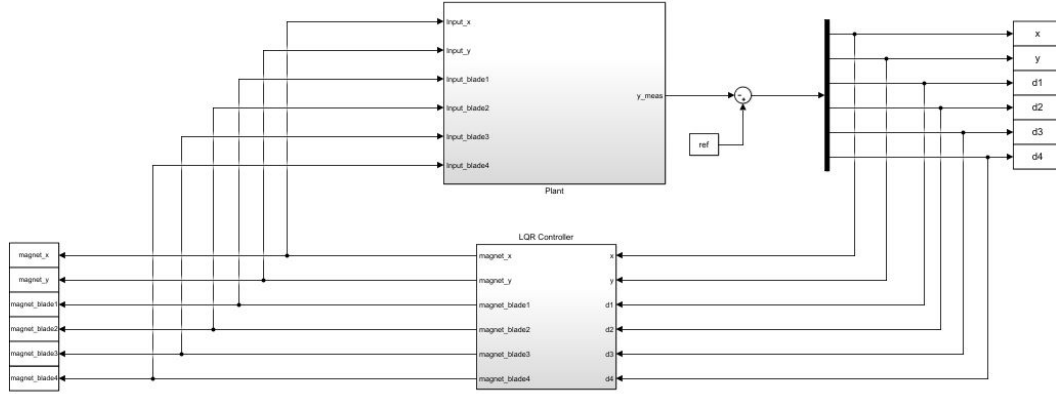 Input_x
Input_y
Input_blade1
Input_blade2
Input_blade3
Input_blade4
y_meas
Plant
ref
x
y
d1
d2
d3
d4
LQR Controller
magnet_x
magnet_y
magnet_blade1
magnet_blade2
magnet_blade3
magnet_blade4
x
y
d1
d2
d3
d4
magnet_x
magnet_y
magnet_blade1
magnet_blade2
magnet_blade3
magnet_blade4